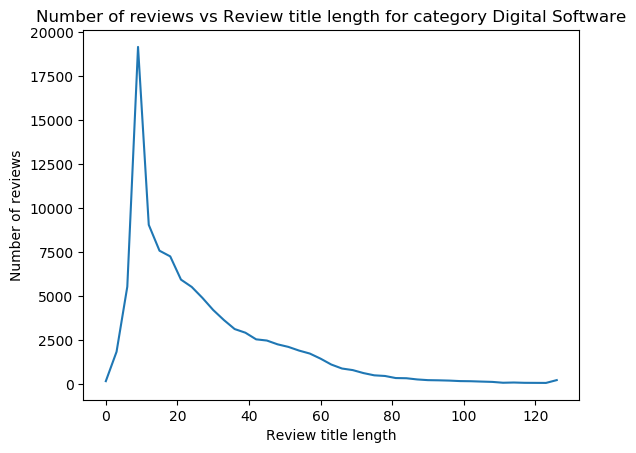 Number of reviews vs Review title length for category Digital Software
20000
17500
15000
12500
10000
7500
5000
2500
0
Number of reviews
0 20 40 60 80 100 120
Review title length